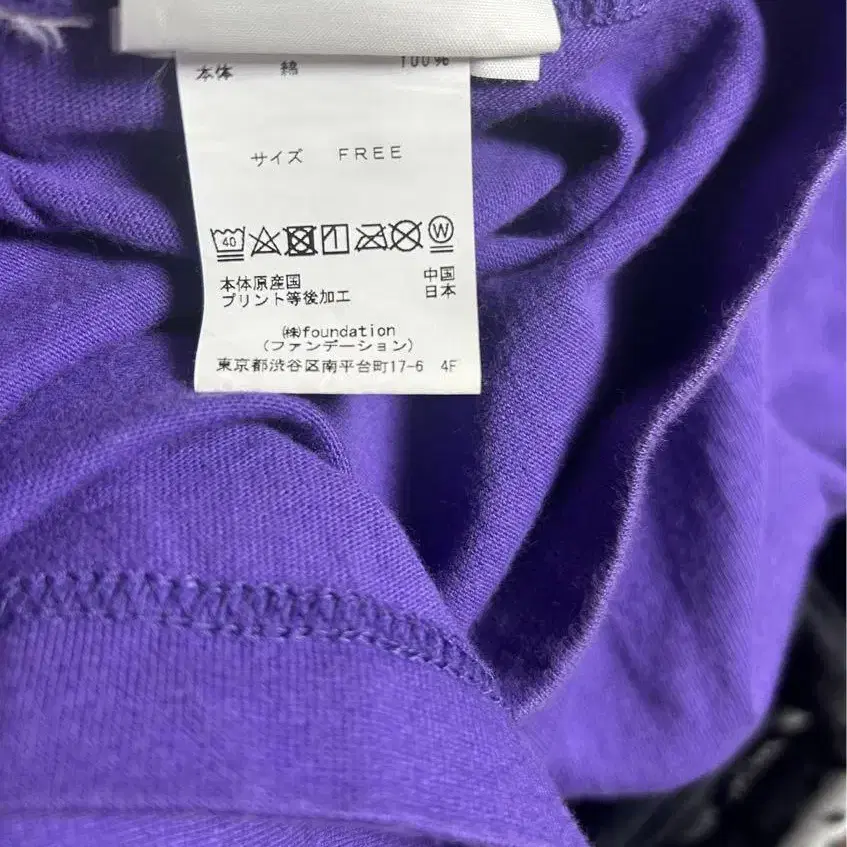 本体 綿 100%
サイズ FREE
40 W
本体原産国 中国
プリント等後加工 日本
㈱foundation
(ファンデーション)
東京都渋谷区南平台町17-6 4F